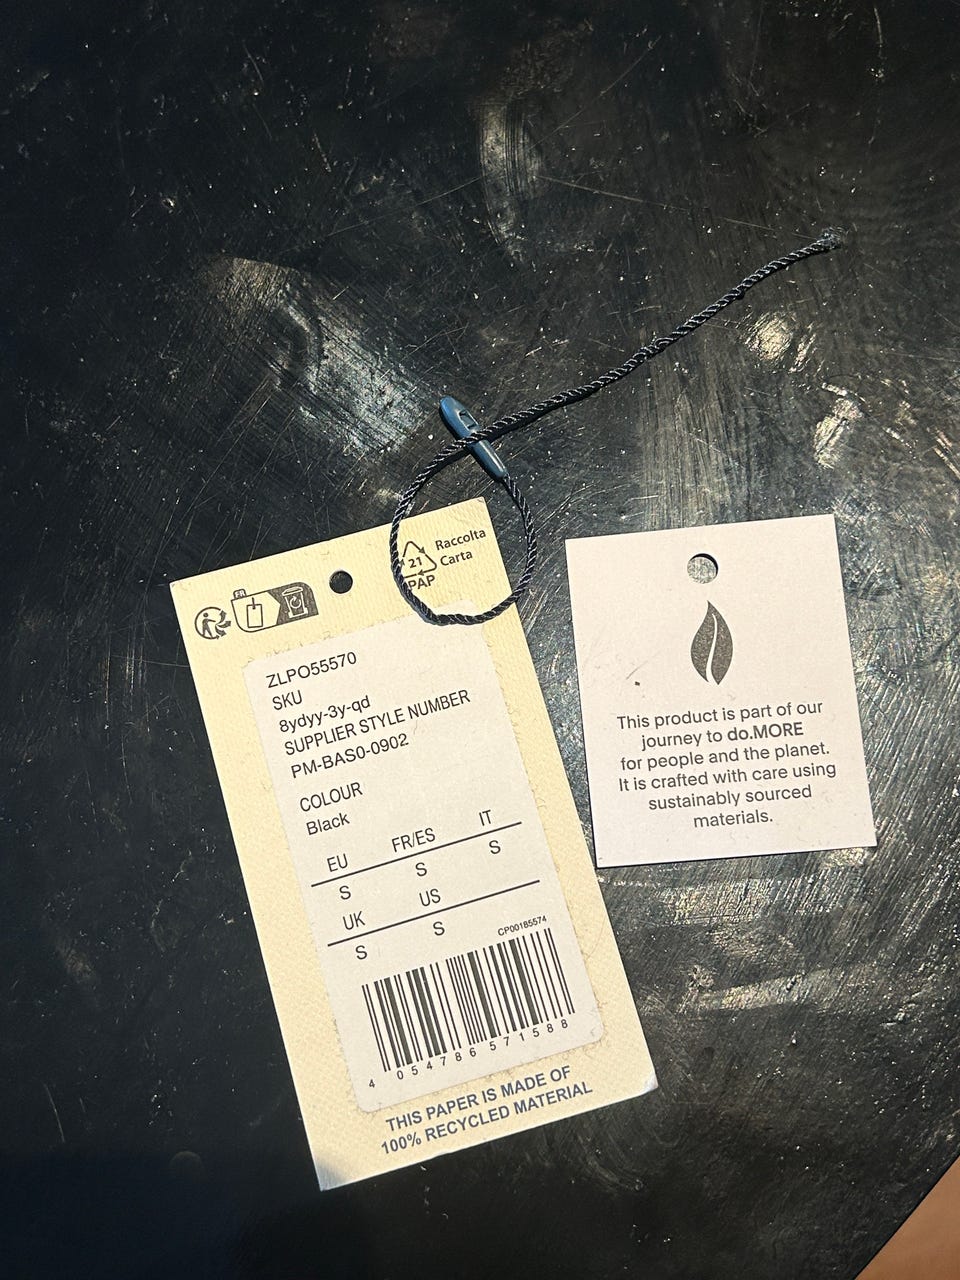 FR
21
PAP
Raccolta
Carta
ZLPO55570
SKU
8ydyy-3y-qd
SUPPLIER STYLE NUMBER
PM-BAS0-0902
COLOUR
Black
EU FR/ES IT
S S S
UK US
S S
CP00185574
4 054786 571588
THIS PAPER IS MADE OF
100% RECYCLED MATERIAL
This product is part of our
journey to do.MORE
for people and the planet.
It is crafted with care using
sustainably sourced
materials.